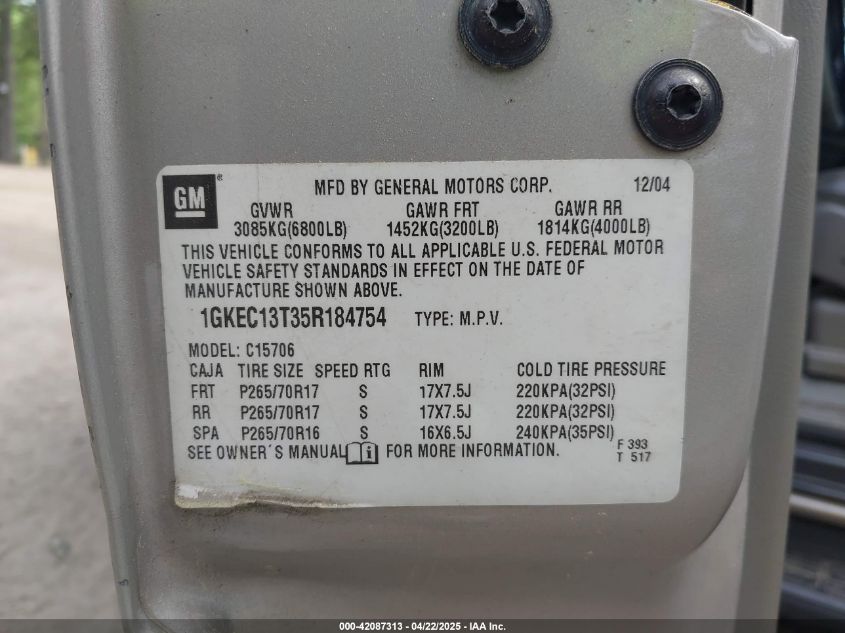 GM ® MFD BY GENERAL MOTORS CORP. 12/04
GVWR GAWR FRT GAWR RR
3085KG(6800LB) 1452KG(3200LB) 1814KG(4000LB)
THIS VEHICLE CONFORMS TO ALL APPLICABLE U.S. FEDERAL MOTOR
VEHICLE SAFETY STANDARDS IN EFFECT ON THE DATE OF
MANUFACTURE SHOWN ABOVE.
1GKEC13T35R184754 TYPE: M.P.V.
MODEL: C15706
CAJA TIRE SIZE SPEED RTG RIM COLD TIRE PRESSURE
FRT P265/70R17 S 17X7.5J 220KPA(32PSI)
RR P265/70R17 S 17X7.5J 220KPA(32PSI)
SPA P265/70R16 S 16X6.5J 240KPA(35PSI)
SEE OWNER´S MANUAL i FOR MORE INFORMATION. F 393
T 517
000-42087313 - 04/22/2025 - IAA Inc.